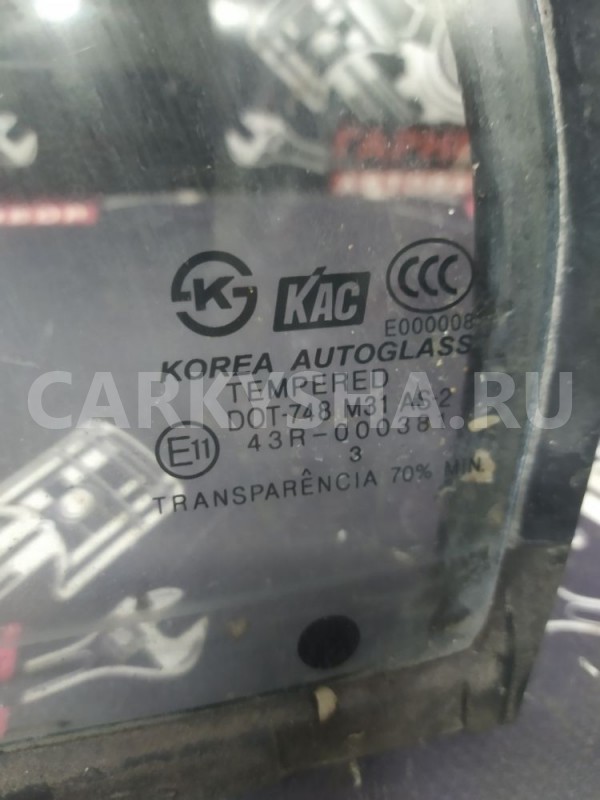 K
KAC
CCC
E000008
KOREA AUTOGLASS
TEMPERED
DOT-748 M31 AS-2
43R-00038
E11
3
TRANSPARÊNCIA 70% MIN
CARKYSHA.RU